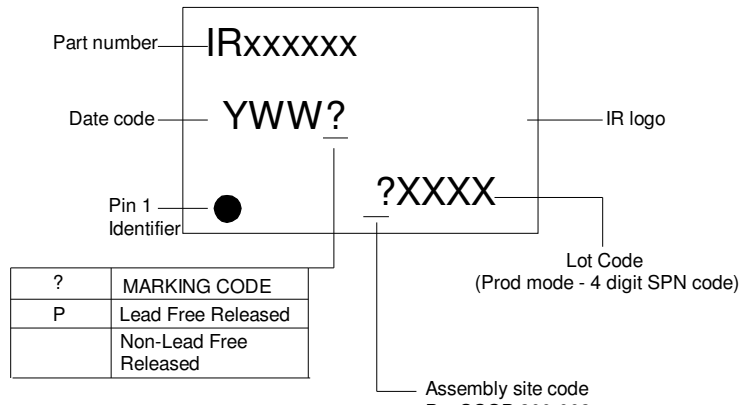 Part number
IRxxxxxx
Date code
YWW?
IR logo
?XXXX
Pin 1
Identifier
Lot Code
(Prod mode - 4 digit SPN code)
? MARKING CODE
P Lead Free Released
Non-Lead Free
Released
Assembly site code